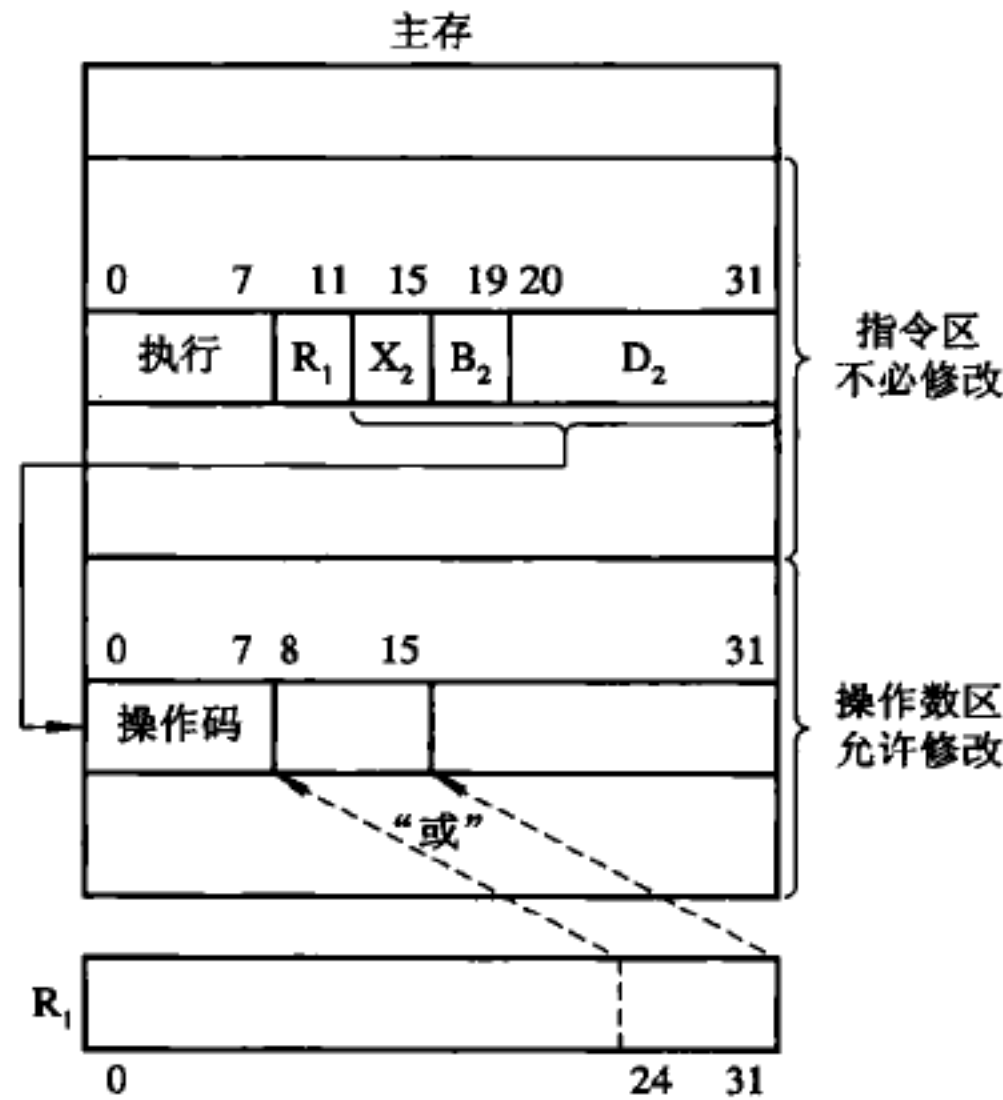 主存
0 7 11 15 19 20 31
执行 R₁ X₂ B₂ D₂
指令区
不必修改
0 7 8 15 31
操作码
操作数区
允许修改
“或”
R₁
0 24 31